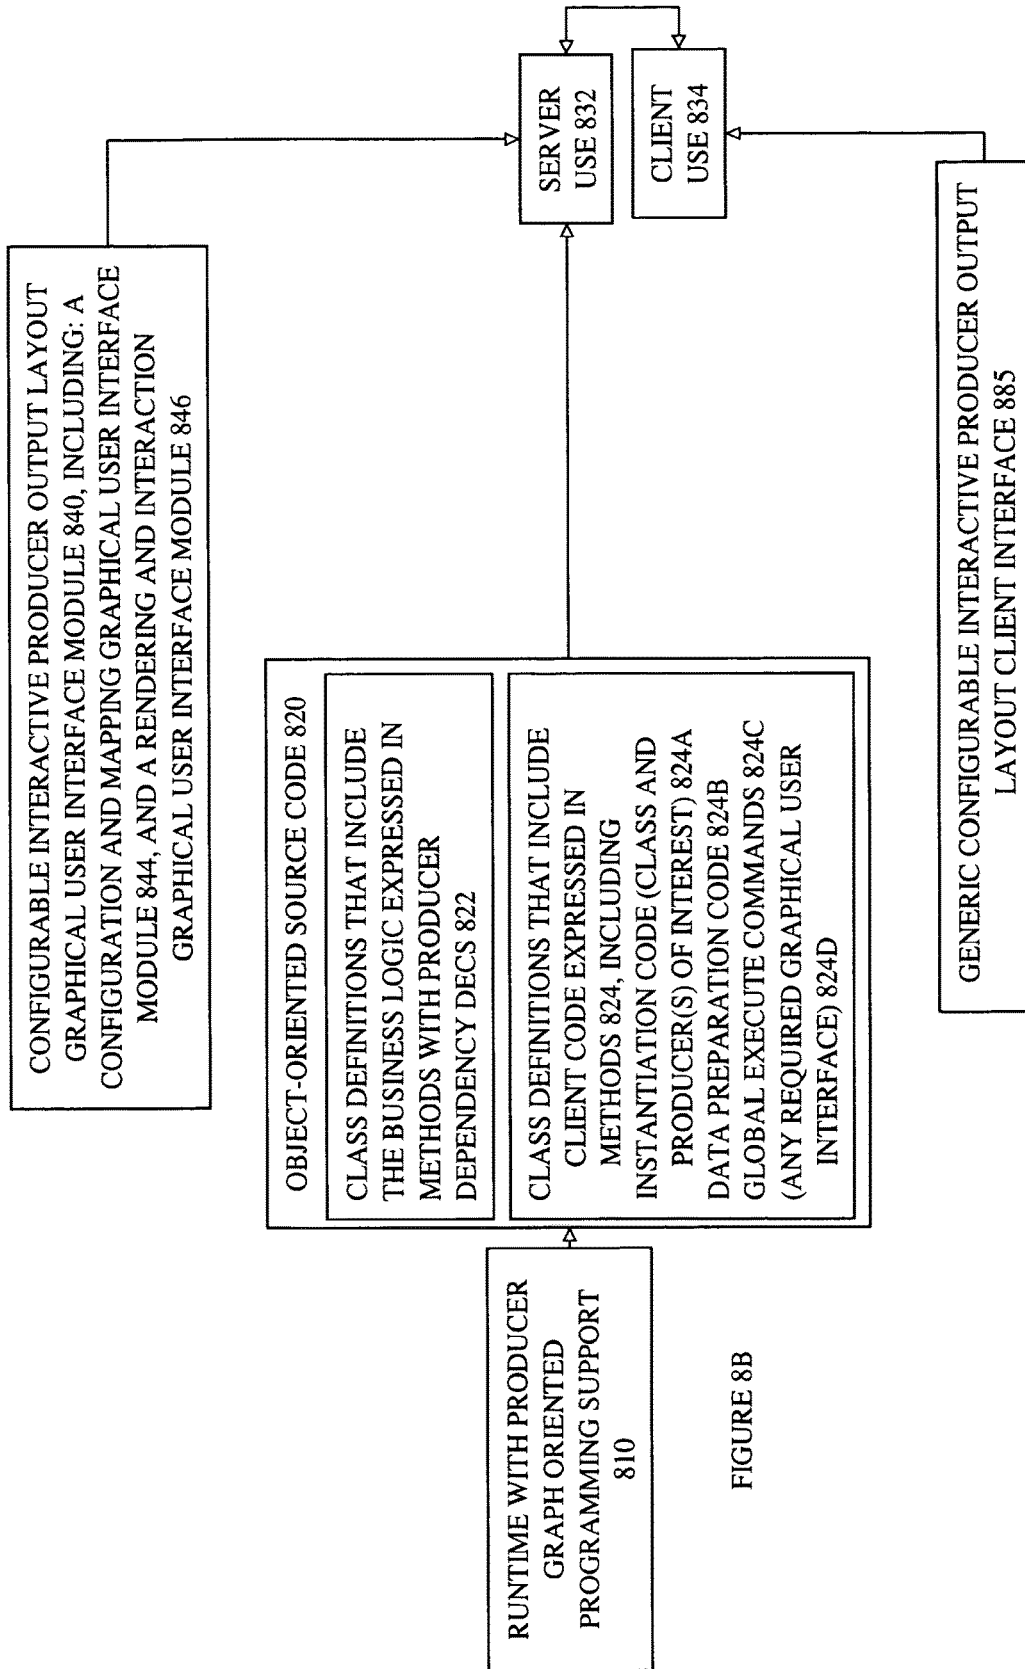 CONFIGURABLE INTERACTIVE PRODUCER OUTPUT LAYOUT
GRAPHICAL USER INTERFACE MODULE 840, INCLUDING: A
CONFIGURATION AND MAPPING GRAPHICAL USER INTERFACE
MODULE 844, AND A RENDERING AND INTERACTION
GRAPHICAL USER INTERFACE MODULE 846
RUNTIME WITH PRODUCER
GRAPH ORIENTED
PROGRAMMING SUPPORT
810
OBJECT-ORIENTED SOURCE CODE 820
CLASS DEFINITIONS THAT INCLUDE
THE BUSINESS LOGIC EXPRESSED IN
METHODS WITH PRODUCER
DEPENDENCY DECS 822
CLASS DEFINITIONS THAT INCLUDE
CLIENT CODE EXPRESSED IN
METHODS 824, INCLUDING
INSTANTIATION CODE (CLASS AND
PRODUCER(S) OF INTEREST) 824A
DATA PREPARATION CODE 824B
GLOBAL EXECUTE COMMANDS 824C
(ANY REQUIRED GRAPHICAL USER
INTERFACE) 824D
SERVER
USE 832
CLIENT
USE 834
GENERIC CONFIGURABLE INTERACTIVE PRODUCER OUTPUT
LAYOUT CLIENT INTERFACE 885
FIGURE 8B